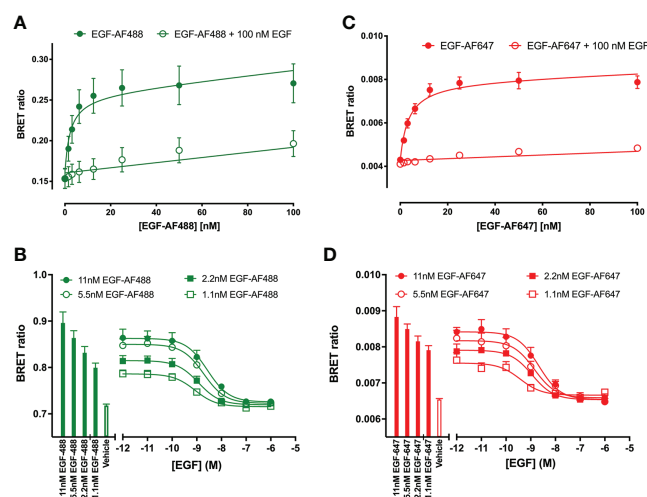 A
EGF-AF488
EGF-AF488 + 100 nM EGF
BRET ratio
0.30
0.25
0.20
0.15
0
20
40
60
80
100
[EGF-AF488] [nM]
C
EGF-AF647
EGF-AF647 + 100 nM EGF
BRET ratio
0.010
0.008
0.006
0.004
0.002
0
20
40
60
80
100
[EGF-AF647] [nM]
B
11nM EGF-AF488
2.2nM EGF-AF488
5.5nM EGF-AF488
1.1nM EGF-AF488
BRET ratio
1.0
0.9
0.8
0.7
11nM EGF-488
5.5nM EGF-488
2.2nM EGF-488
1.1nM EGF-488
Vehicle
-12
-11
-10
-9
-8
-7
-6
-5
[EGF] (M)
D
11nM EGF-AF647
2.2nM EGF-AF647
5.5nM EGF-AF647
1.1nM EGF-AF647
BRET ratio
0.010
0.009
0.008
0.007
0.006
11nM EGF-647
5.5nM EGF-647
2.2nM EGF-647
1.1nM EGF-647
Vehicle
-12
-11
-10
-9
-8
-7
-6
-5
[EGF] (M)